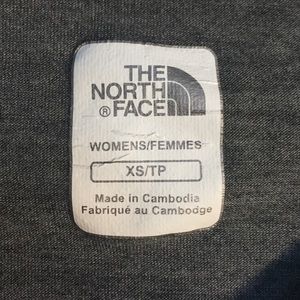 THE
NORTH
® FACE
WOMENS/FEMMES
XS/TP
Made in Cambodia
Fabriqué au Cambodge